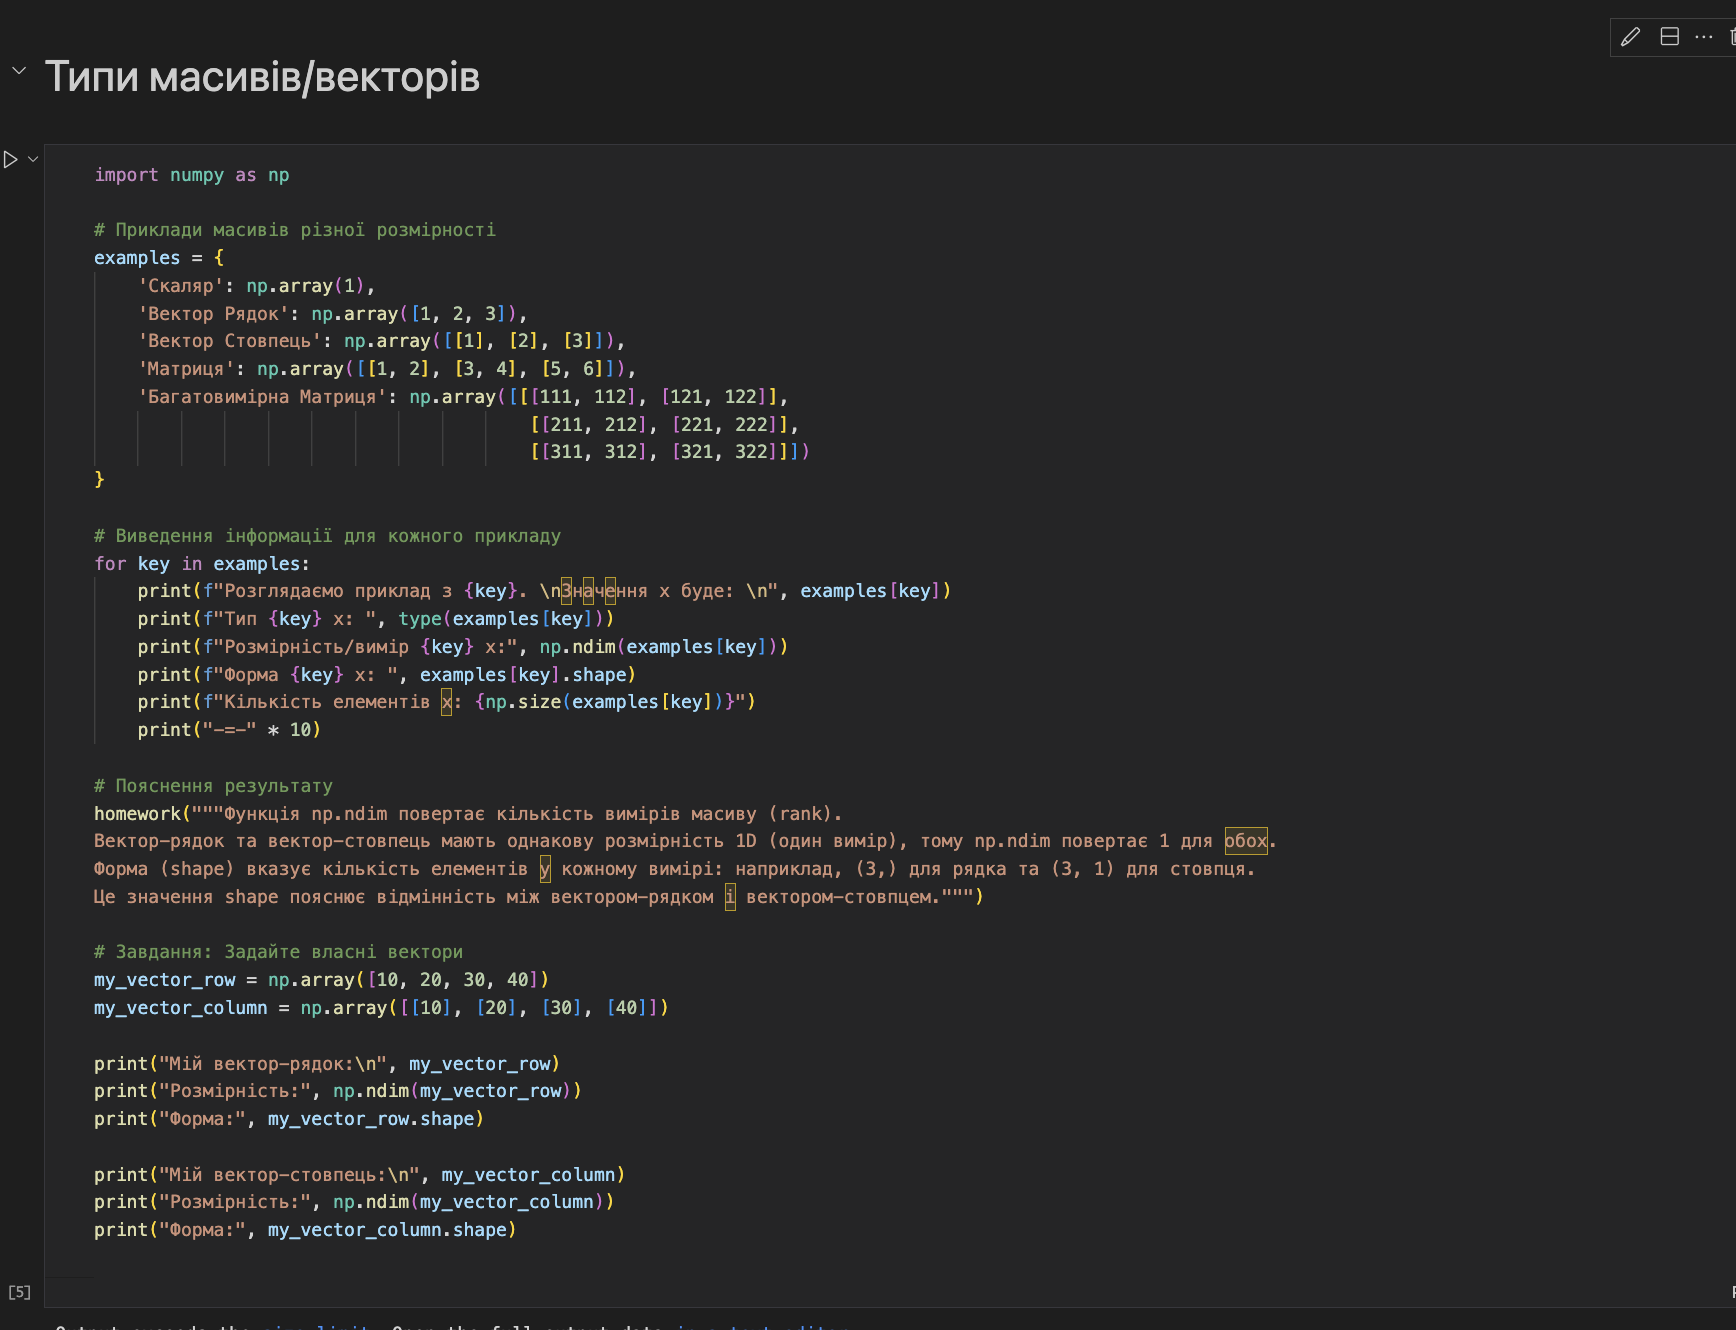 Типи масивів/векторів
import numpy as np
# Приклади масивів різної розмірності
examples = {
'Скаляр': np.array(1),
'Вектор Рядок': np.array([1, 2, 3]),
'Вектор Стовпець': np.array([[1], [2], [3]]),
'Матриця': np.array([[1, 2], [3, 4], [5, 6]]),
'Багатовимірна Матриця': np.array([[[111, 112], [121, 122]],
[[211, 212], [221, 222]],
[[311, 312], [321, 322]]])
}
# Виведення інформації для кожного прикладу
for key in examples:
print(f"Розглядаємо приклад з {key}. \nЗначення x буде: \n", examples[key])
print(f"Тип {key} x: ", type(examples[key]))
print(f"Розмірність/вимір {key} x:", np.ndim(examples[key]))
print(f"Форма {key} x: ", examples[key].shape)
print(f"Кількість елементів х: {np.size(examples[key])}")
print("-=-" * 10)
# Пояснення результату
homework("""Функція np.ndim повертає кількість вимірів масиву (rank).
Вектор-рядок та вектор-стовпець мають однакову розмірність 1D (один вимір), тому np.ndim повертає 1 для обох.
Форма (shape) вказує кількість елементів у кожному вимірі: наприклад, (3,) для рядка та (3, 1) для стовпця.
Це значення shape пояснює відмінність між вектором-рядком і вектором-стовпцем.""")
# Завдання: Задайте власні вектори
my_vector_row = np.array([10, 20, 30, 40])
my_vector_column = np.array([[10], [20], [30], [40]])
print("Мій вектор-рядок:\n", my_vector_row)
print("Розмірність:", np.ndim(my_vector_row))
print("Форма:", my_vector_row.shape)
print("Мій вектор-стовпець:\n", my_vector_column)
print("Розмірність:", np.ndim(my_vector_column))
print("Форма:", my_vector_column.shape)
[5]